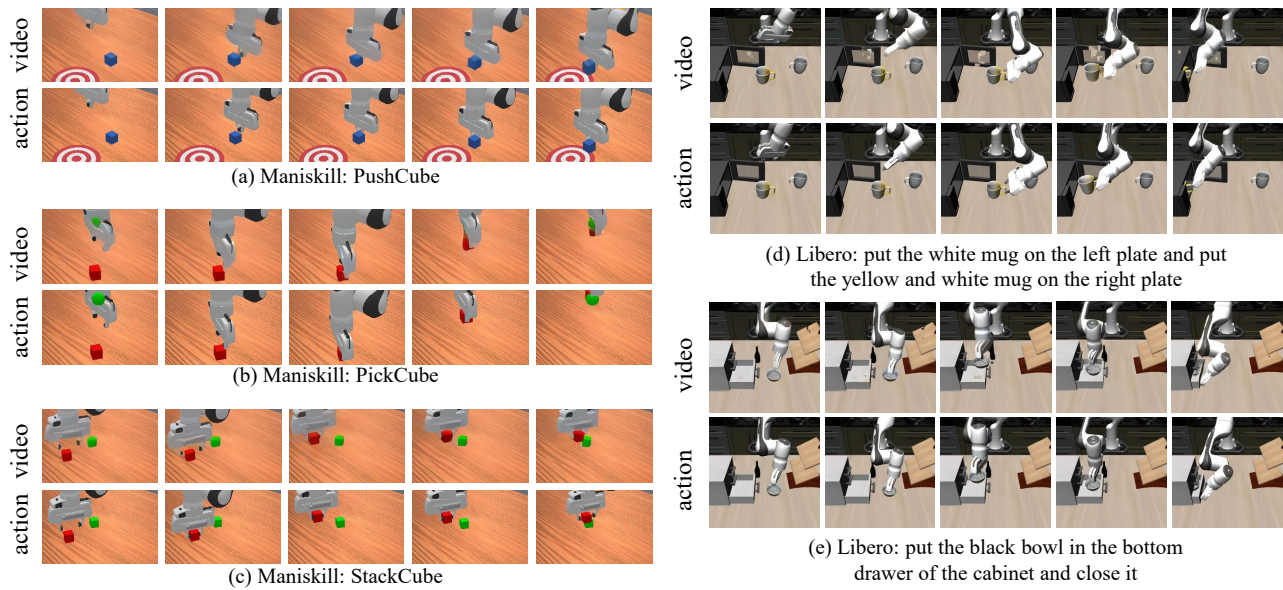 video
action
(a) Maniskill: PushCube
video
action
(b) Maniskill: PickCube
video
action
(c) Maniskill: StackCube
video
action
(d) Libero: put the white mug on the left plate and put
the yellow and white mug on the right plate
video
action
(e) Libero: put the black bowl in the bottom
drawer of the cabinet and close it